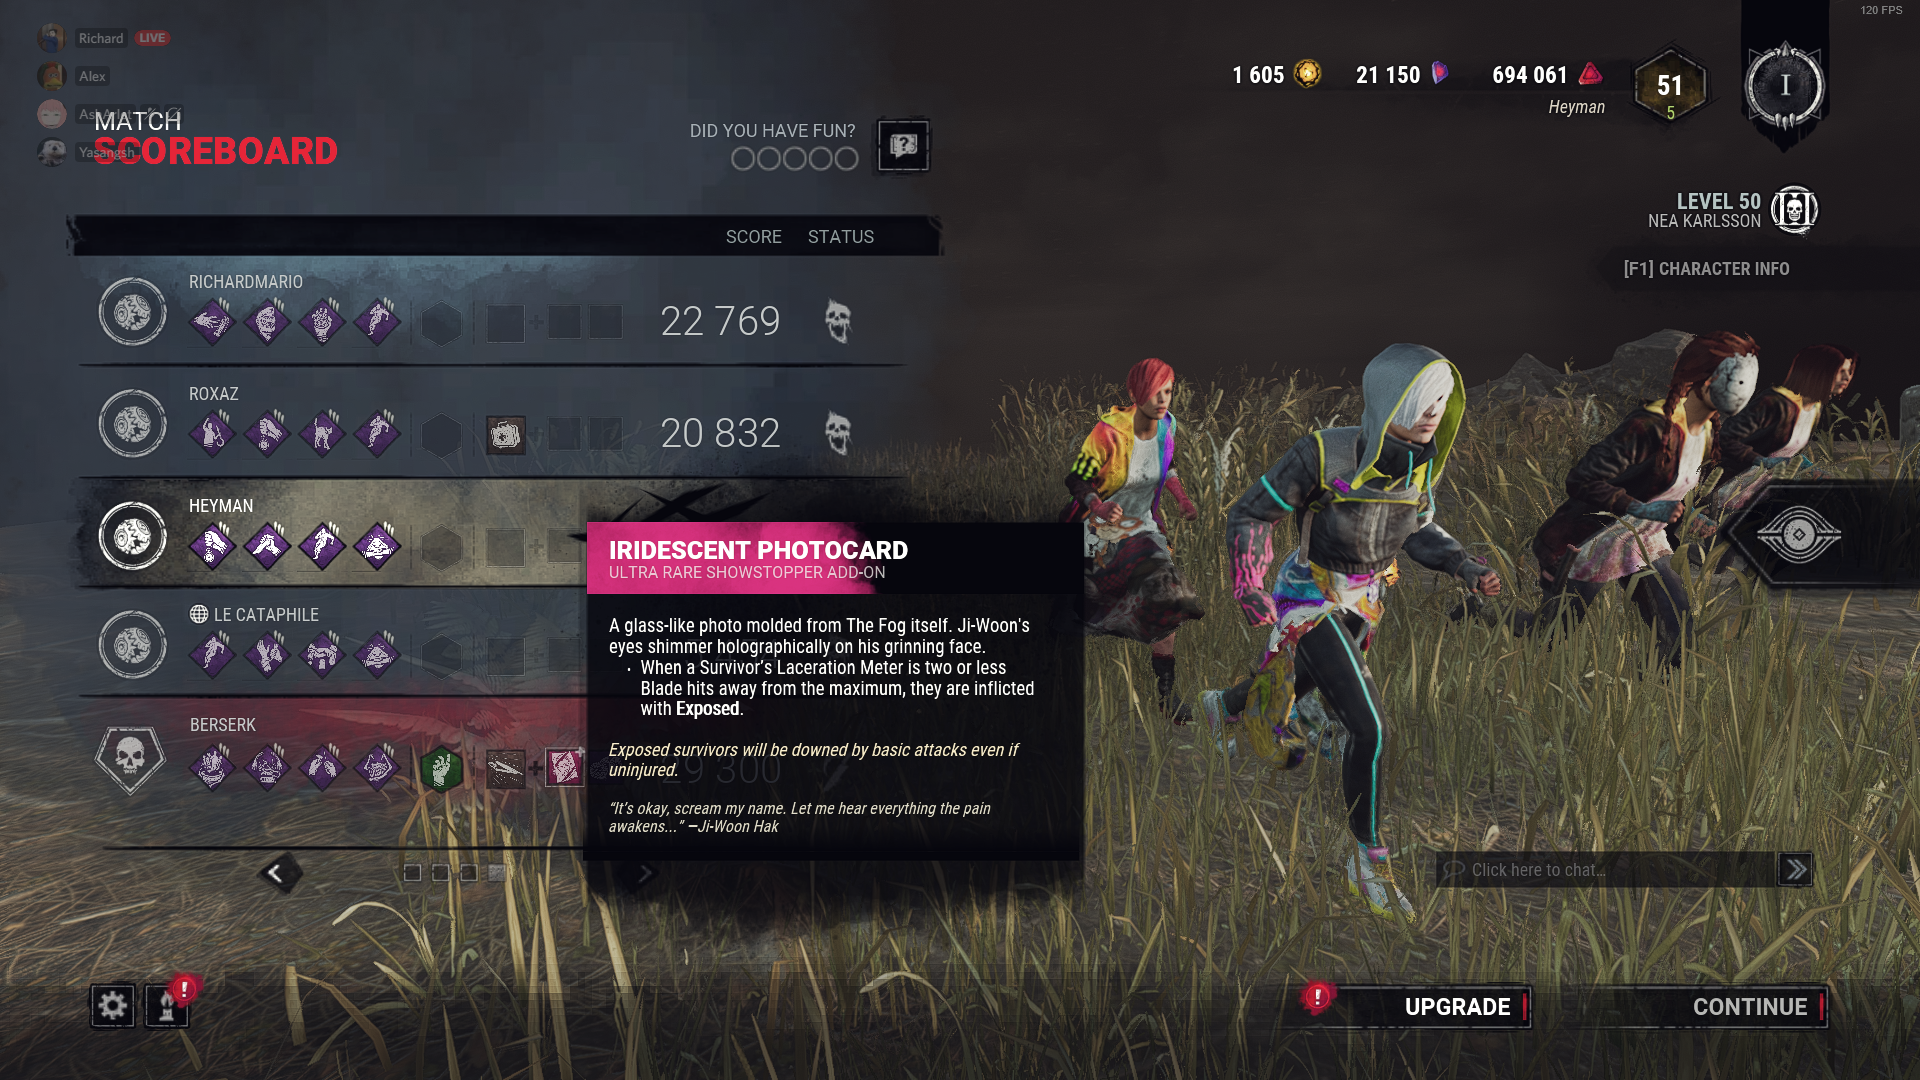 120 FPS
Richard LIVE
Alex
AshArlet
Yasangsh
MATCH
SCOREBOARD
DID YOU HAVE FUN?
1 605
21 150
694 061
Heyman
51
5
I
LEVEL 50
NEA KARLSSON
III
[F1] CHARACTER INFO
SCORE STATUS
RICHARDMARIO
22 769
ROXAZ
20 832
HEYMAN
LE CATAPHILE
BERSERK
29 300
IRIDESCENT PHOTOCARD
ULTRA RARE SHOWSTOPPER ADD-ON
A glass-like photo molded from The Fog itself. Ji-Woon's
eyes shimmer holographically on his grinning face.
· When a Survivor's Laceration Meter is two or less
Blade hits away from the maximum, they are inflicted
with Exposed.
Exposed survivors will be downed by basic attacks even if
uninjured.
“It's okay, scream my name. Let me hear everything the pain
awakens...” —Ji-Woon Hak
Click here to chat...
UPGRADE
CONTINUE